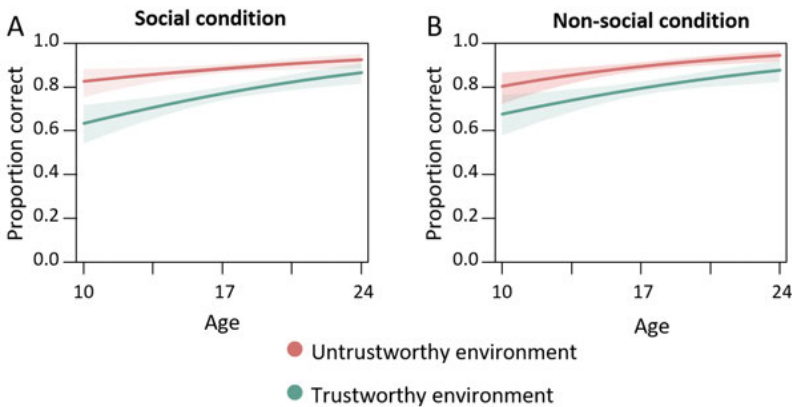 A
Social condition
Proportion correct
1.0
0.8
0.6
0.4
0.2
0.0
10
17
24
Age
B
Non-social condition
Proportion correct
1.0
0.8
0.6
0.4
0.2
0.0
10
17
24
Age
Untrustworthy environment
Trustworthy environment